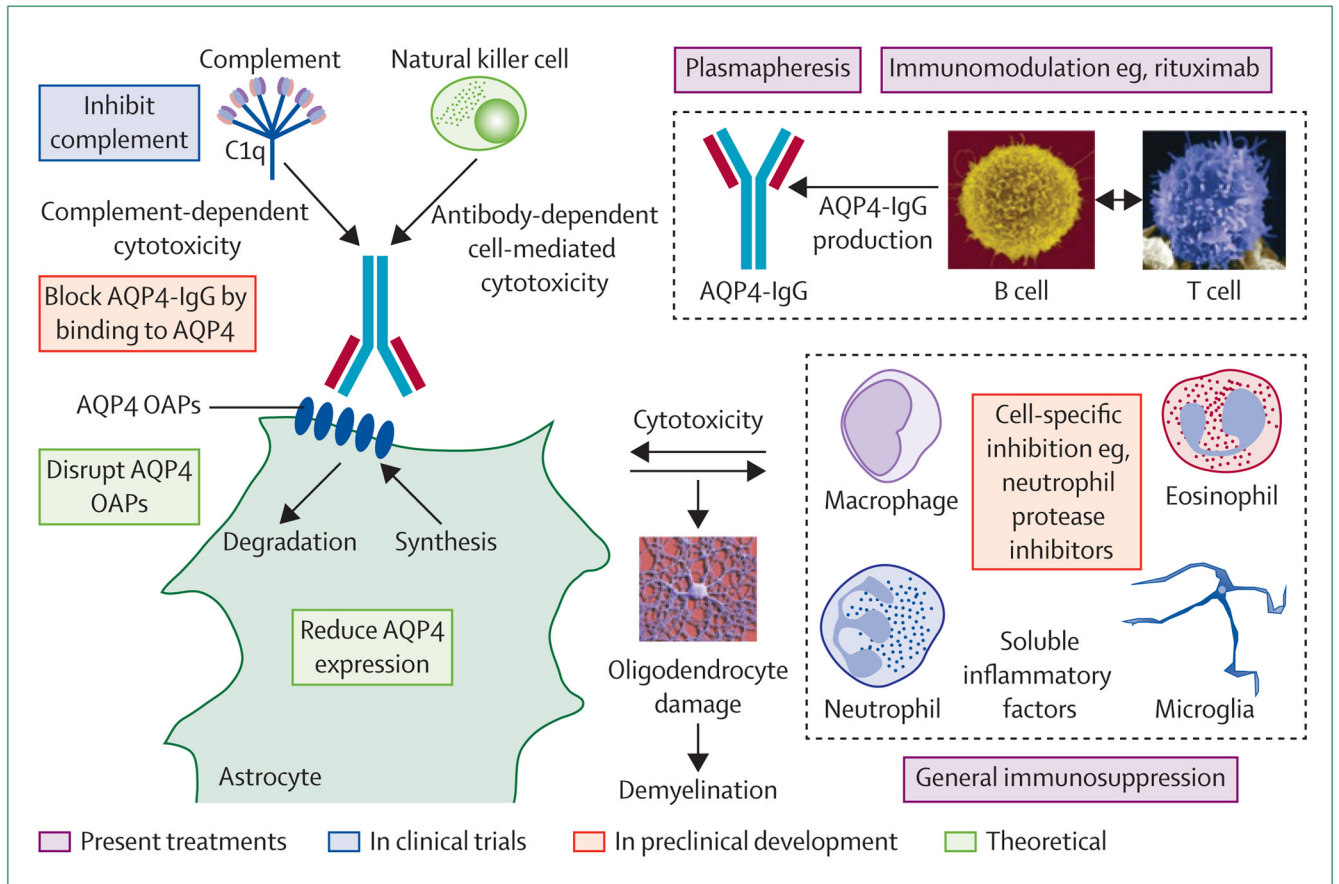 Complement
Natural killer cell
Inhibit
complement
C1q
Complement-dependent
cytotoxicity
Antibody-dependent
cell-mediated
cytotoxicity
Block AQP4-IgG by
binding to AQP4
AQP4 OAPs
Disrupt AQP4
OAPs
Degradation
Synthesis
Reduce AQP4
expression
Astrocyte
Plasmapheresis
Immunomodulation eg, rituximab
AQP4-IgG
production
AQP4-IgG
B cell
T cell
Cytotoxicity
Oligodendrocyte
damage
Demyelination
Macrophage
Cell-specific
inhibition eg,
neutrophil
protease
inhibitors
Eosinophil
Neutrophil
Soluble
inflammatory
factors
Microglia
General immunosuppression
Present treatments
In clinical trials
In preclinical development
Theoretical